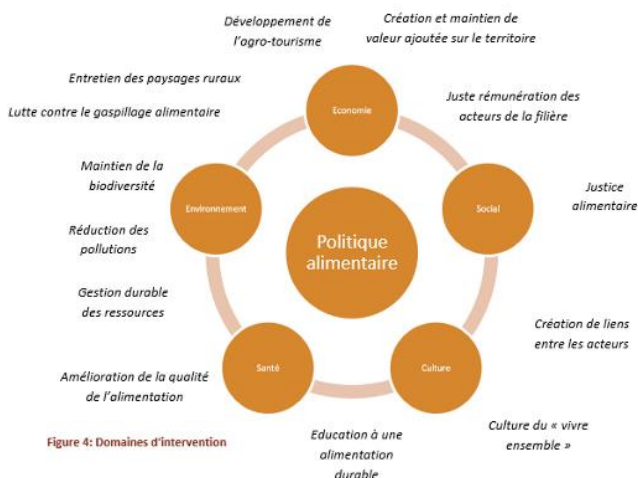 Développement de
l'agro-tourisme
Création et maintien de
valeur ajoutée sur le territoire
Entretien des paysages ruraux
Lutte contre le gaspillage alimentaire
Economie
Juste rémunération des
acteurs de la filière
Maintien de la
biodiversité
Environnement
Social
Justice
alimentaire
Politique
alimentaire
Réduction des
pollutions
Gestion durable
des ressources
Création de liens
entre les acteurs
Santé
Culture
Amélioration de la qualité
de l'alimentation
Culture du « vivre
ensemble »
Figure 4: Domaines d'intervention
Education à une
alimentation
durable